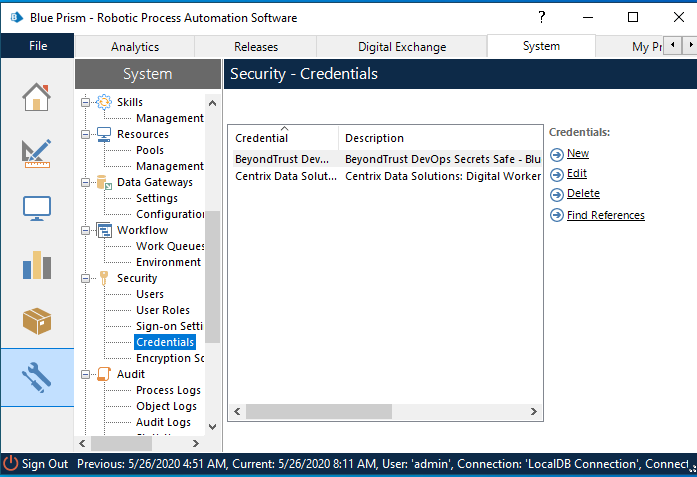 Blue Prism - Robotic Process Automation Software
File Analytics Releases Digital Exchange System My Pr
System
Security - Credentials
Skills
Management
Resources
Pools
Management
Data Gateways
Settings
Configuration
Workflow
Work Queues
Environment
Security
Users
User Roles
Sign-on Setti
Credentials
Encryption Sc
Audit
Process Logs
Object Logs
Audit Logs
Credential Description
BeyondTrust Dev... BeyondTrust DevOps Secrets Safe - Blu
Centrix Data Solut... Centrix Data Solutions: Digital Worker
Credentials:
New
Edit
Delete
Find References
Sign Out Previous: 5/26/2020 4:51 AM, Current: 5/26/2020 8:11 AM, User: 'admin', Connection: 'LocalDB Connection', Connect